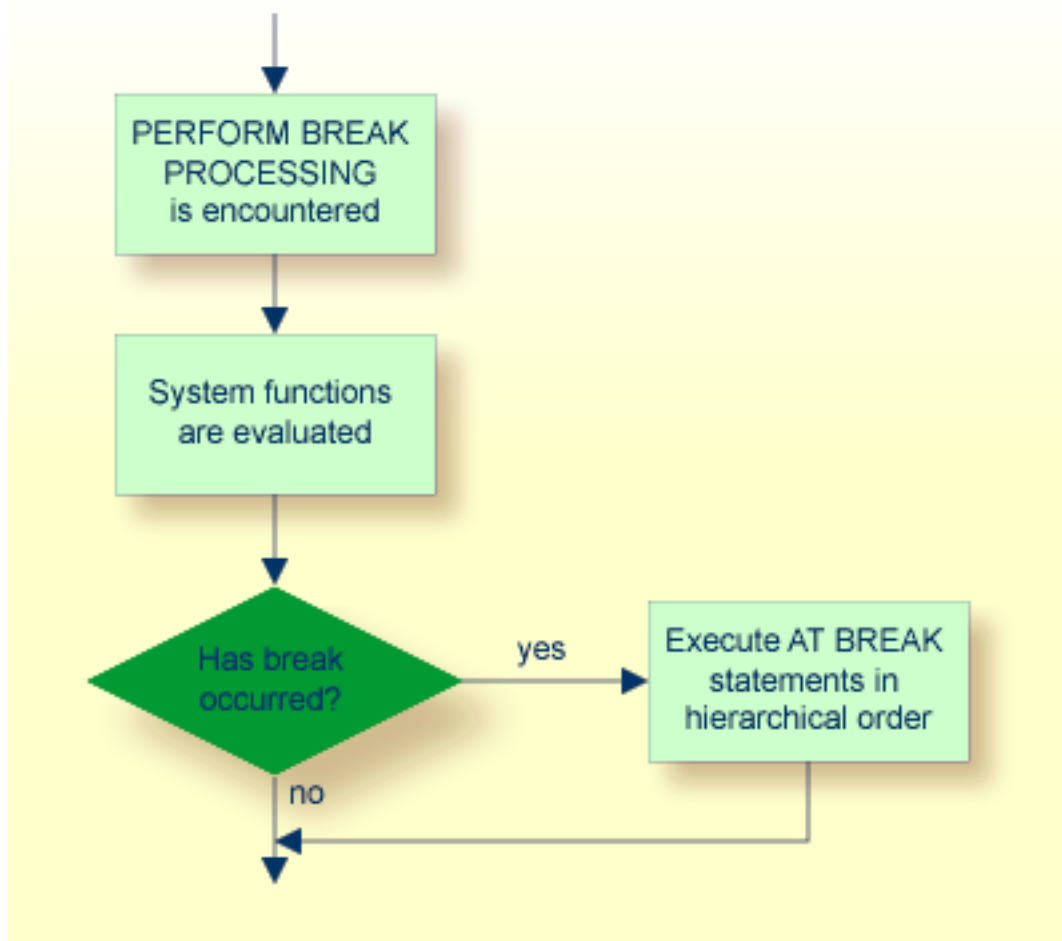 PERFORM BREAK
PROCESSING
is encountered
System functions
are evaluated
Has break
occurred?
yes
Execute AT BREAK
statements in
hierarchical order
no